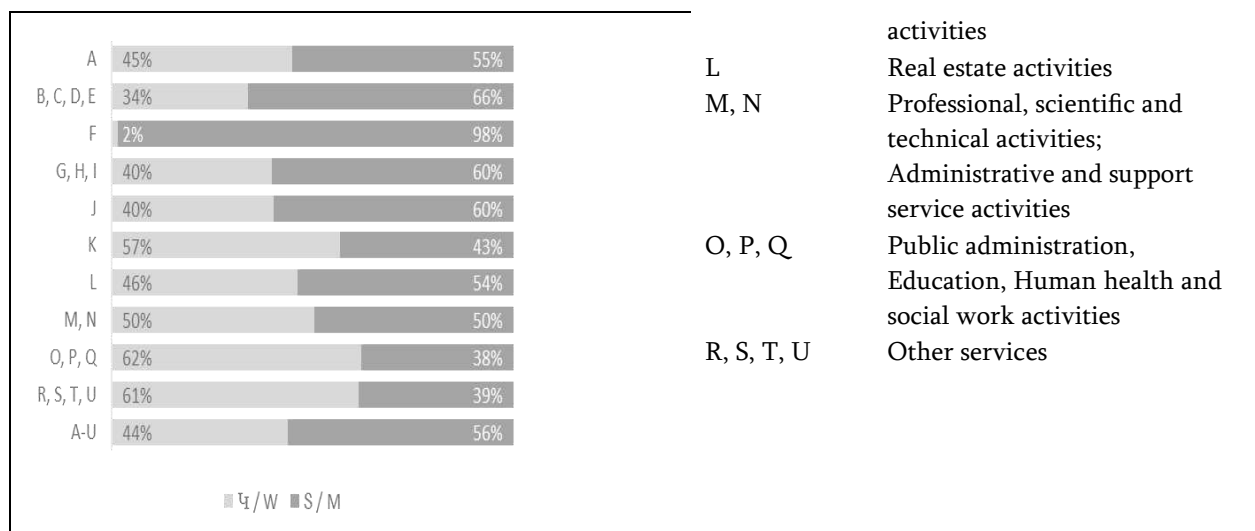 A 45% 55%
B, C, D, E 34% 66%
F 2% 98%
G, H, I 40% 60%
J 40% 60%
K 57% 43%
L 46% 54%
M, N 50% 50%
O, P, Q 62% 38%
R, S, T, U 61% 39%
A-U 44% 56%
Կ/W S/M
activities
L Real estate activities
M, N Professional, scientific and
technical activities;
Administrative and support
service activities
O, P, Q Public administration,
Education, Human health and
social work activities
R, S, T, U Other services